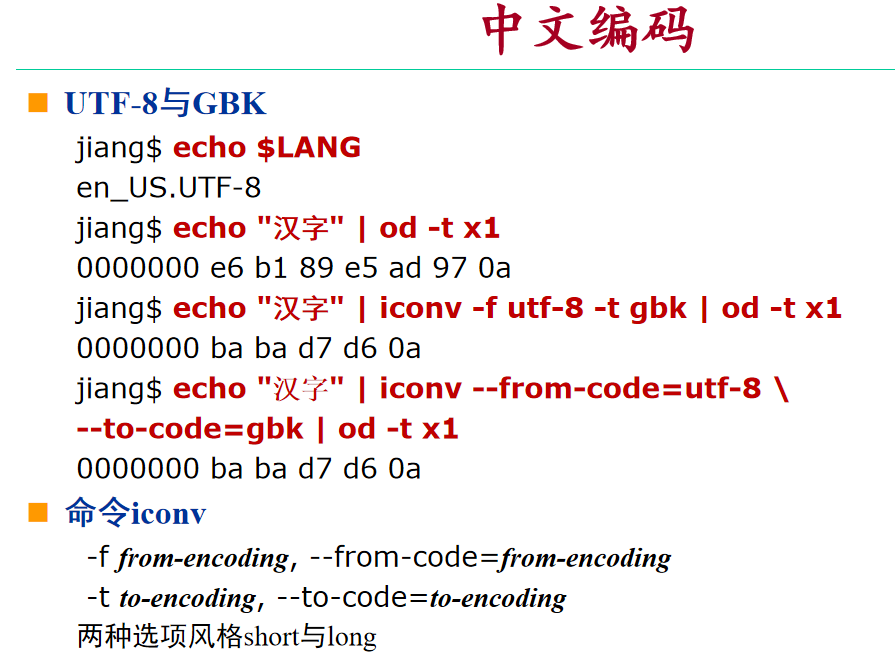 中文编码
UTF-8与GBK
jiang$ echo $LANG
en_US.UTF-8
jiang$ echo "汉字" | od -t x1
0000000 e6 b1 89 e5 ad 97 0a
jiang$ echo "汉字" | iconv -f utf-8 -t gbk | od -t x1
0000000 ba ba d7 d6 0a
jiang$ echo "汉字" | iconv --from-code=utf-8 \
--to-code=gbk | od -t x1
0000000 ba ba d7 d6 0a
命令iconv
-f from-encoding, --from-code=from-encoding
-t to-encoding, --to-code=to-encoding
两种选项风格short与long